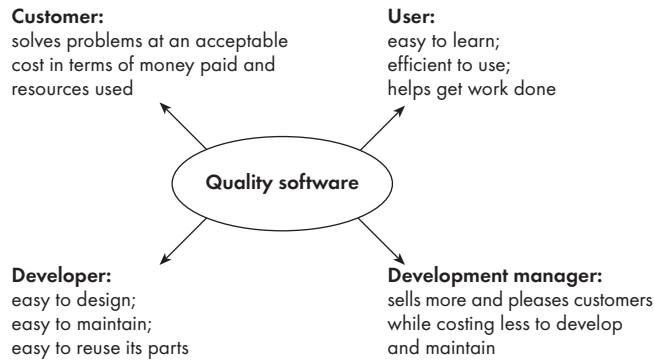 Customer:
solves problems at an acceptable
cost in terms of money paid and
resources used
User:
easy to learn;
efficient to use;
helps get work done
Quality software
Developer:
easy to design;
easy to maintain;
easy to reuse its parts
Development manager:
sells more and pleases customers
while costing less to develop
and maintain